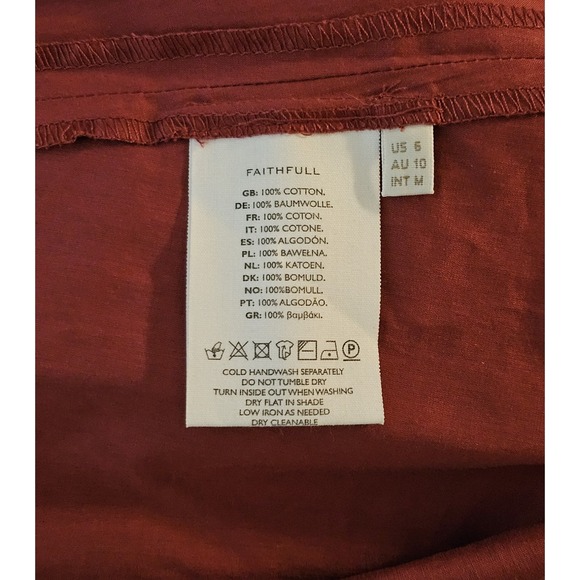 FAITHFULL
GB: 100% COTTON.
DE: 100% BAUMWOLLE.
FR: 100% COTON.
IT: 100% COTONE.
ES: 100% ALGODÓN.
PL: 100% BAWEŁNA.
NL: 100% KATOEN.
DK: 100% BOMULD.
NO: 100%BOMULL.
PT: 100% ALGODÃO.
GR: 100% βαμβάκι.
P
COLD HANDWASH SEPARATELY
DO NOT TUMBLE DRY
TURN INSIDE OUT WHEN WASHING
DRY FLAT IN SHADE
LOW IRON AS NEEDED
DRY CLEANABLE
US 6
AU 10
INT M